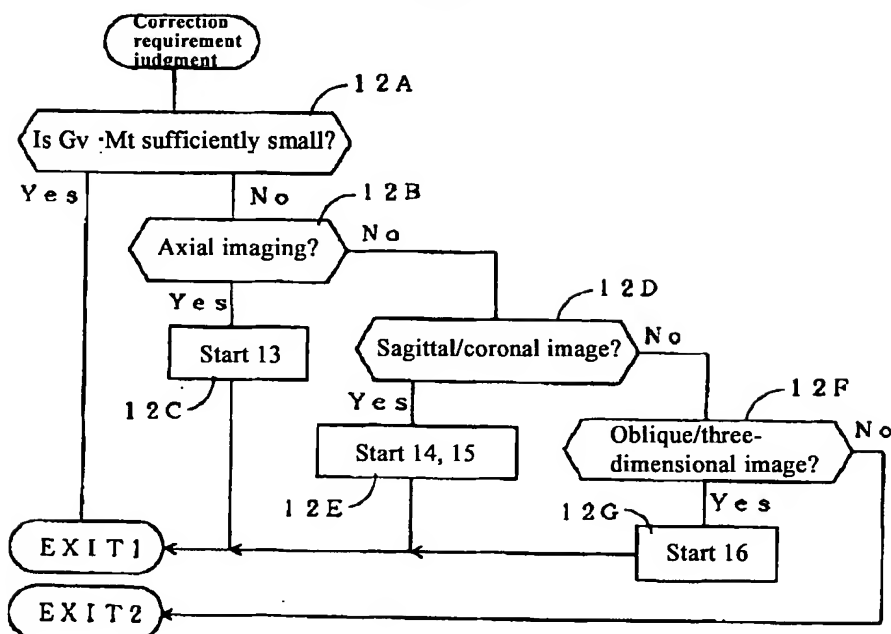 Correction
requirement
judgment
12A
Is Gv ·Mt sufficiently small?
Yes
No
12B
Axial imaging?
No
Yes
12D
Start 13
Sagittal/coronal image?
No
12C
Yes
12F
Start 14, 15
Oblique/three-
dimensional image?
No
12E
12G
Yes
EXIT1
Start 16
EXIT2